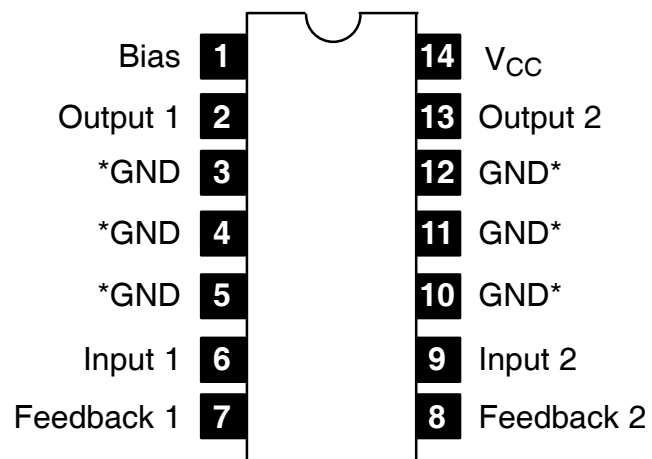 Bias 1 14 VCC
Output 1 2 13 Output 2
*GND 3 12 GND*
*GND 4 11 GND*
*GND 5 10 GND*
Input 1 6 9 Input 2
Feedback 1 7 8 Feedback 2